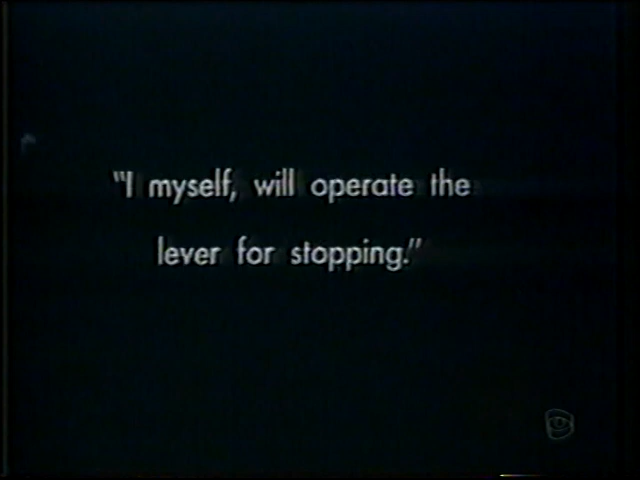 "I myself, will operate the
lever for stopping."